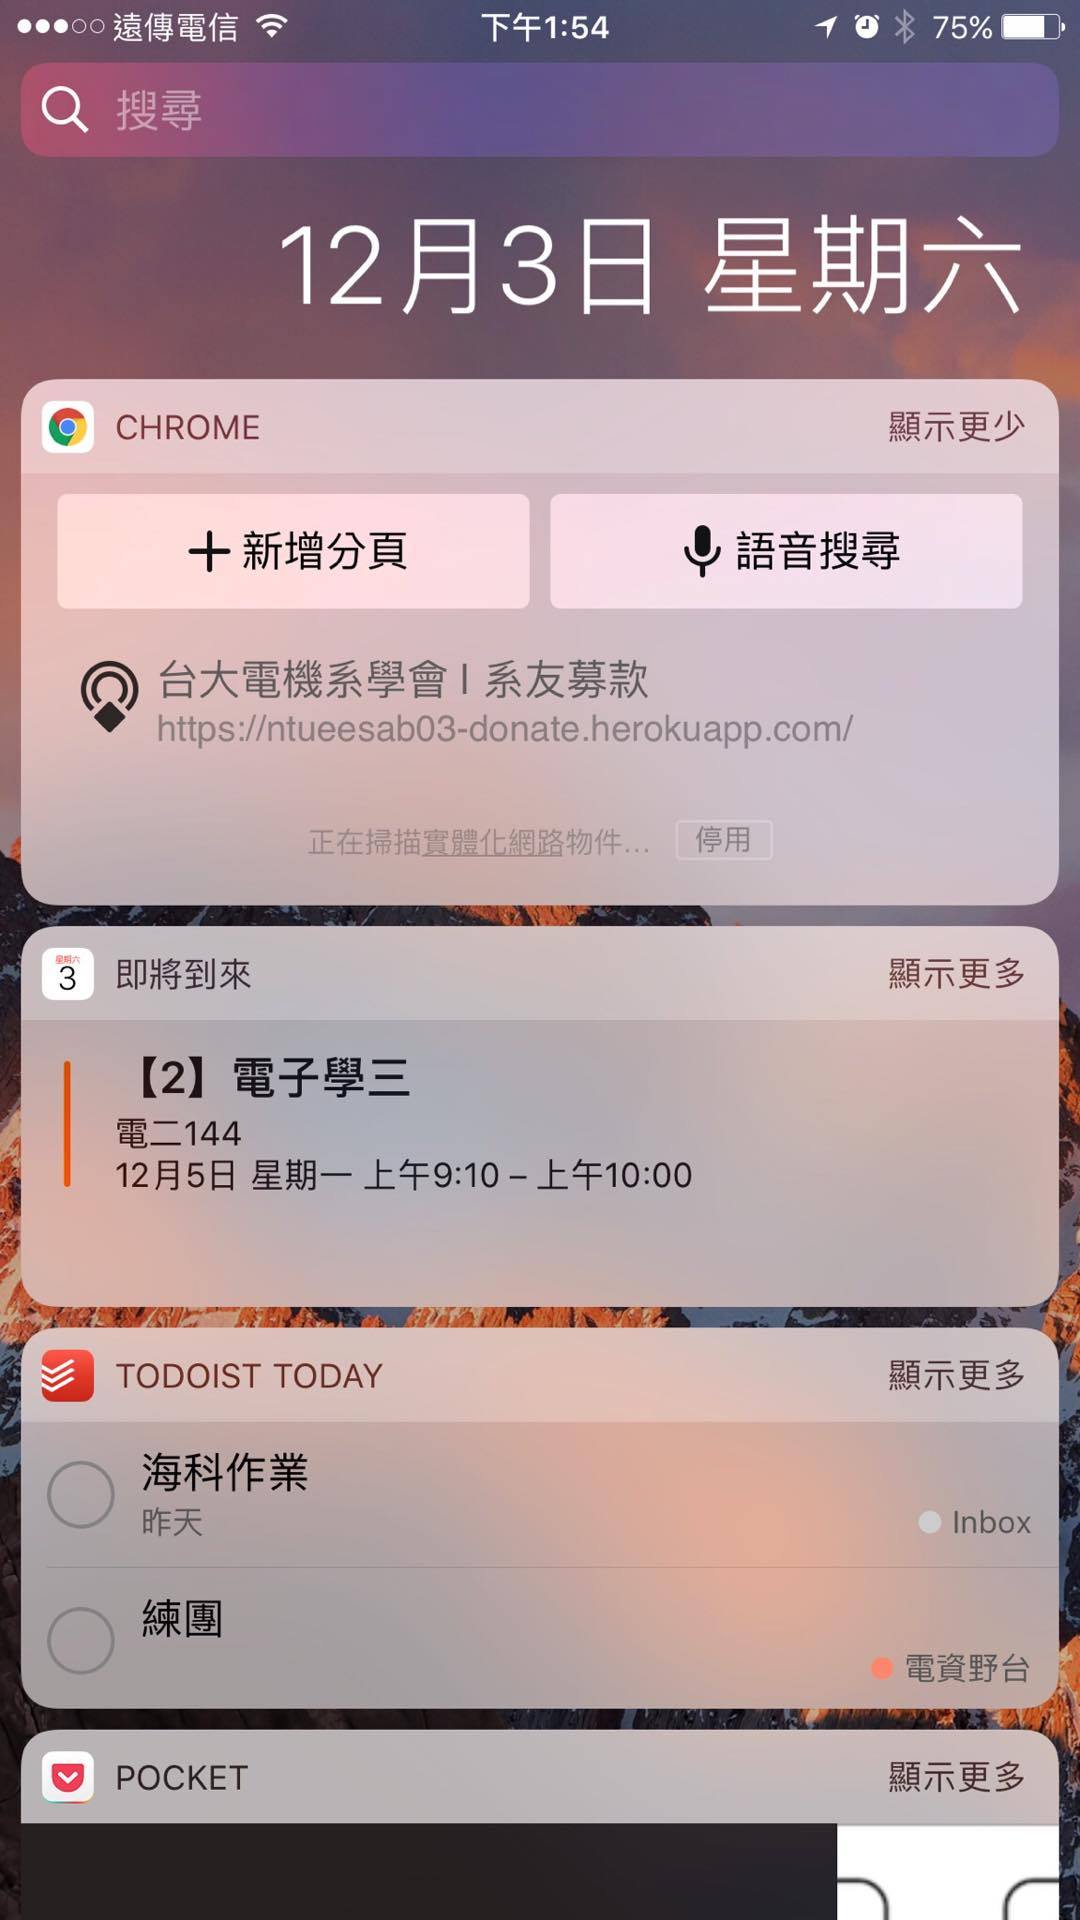 遠傳電信 下午1:54 75%
搜尋
12月3日 星期六
CHROME 顯示更少
新增分頁 語音搜尋
台大電機系學會 | 系友募款
https://ntueesab03-donate.herokuapp.com/
正在掃描實體化網路物件... 停用
星期六
3 即將到來 顯示更多
【2】電子學三
電二144
12月5日 星期一 上午9:10 – 上午10:00
TODOIST TODAY 顯示更多
海科作業
昨天 Inbox
練團
電資野台
POCKET 顯示更多